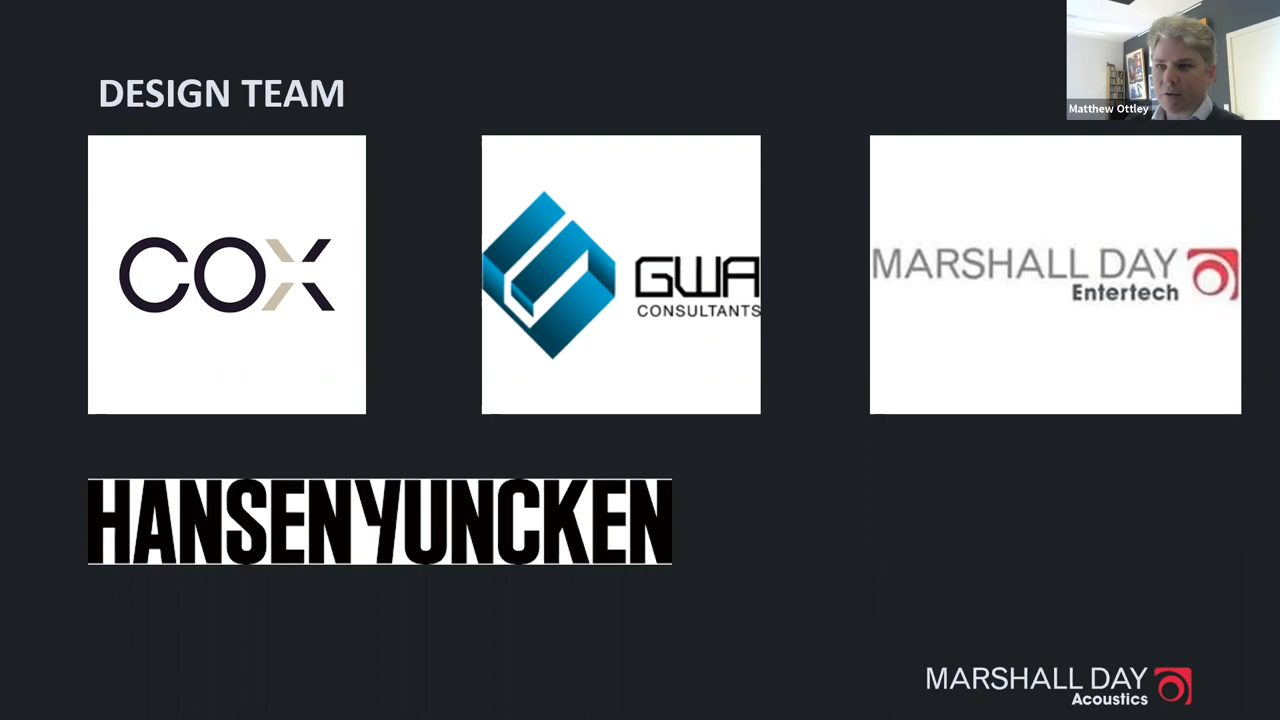 Matthew Ottley
DESIGN TEAM
COX
GWA
CONSULTANTS
MARSHALL DAY
Entertech
HANSENYUNCKEN
MARSHALL DAY
Acoustics